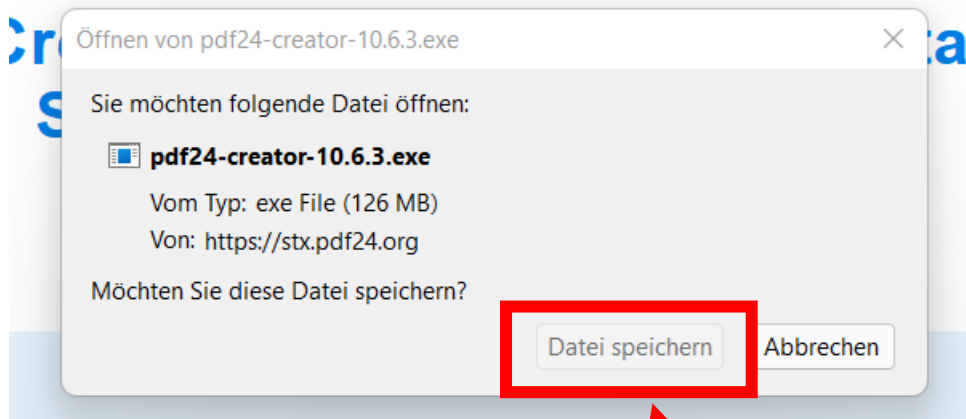 Öffnen von pdf24-creator-10.6.3.exe
Sie möchten folgende Datei öffnen:
pdf24-creator-10.6.3.exe
Vom Typ: exe File (126 MB)
Von: https://stx.pdf24.org
Möchten Sie diese Datei speichern?
Datei speichern Abbrechen